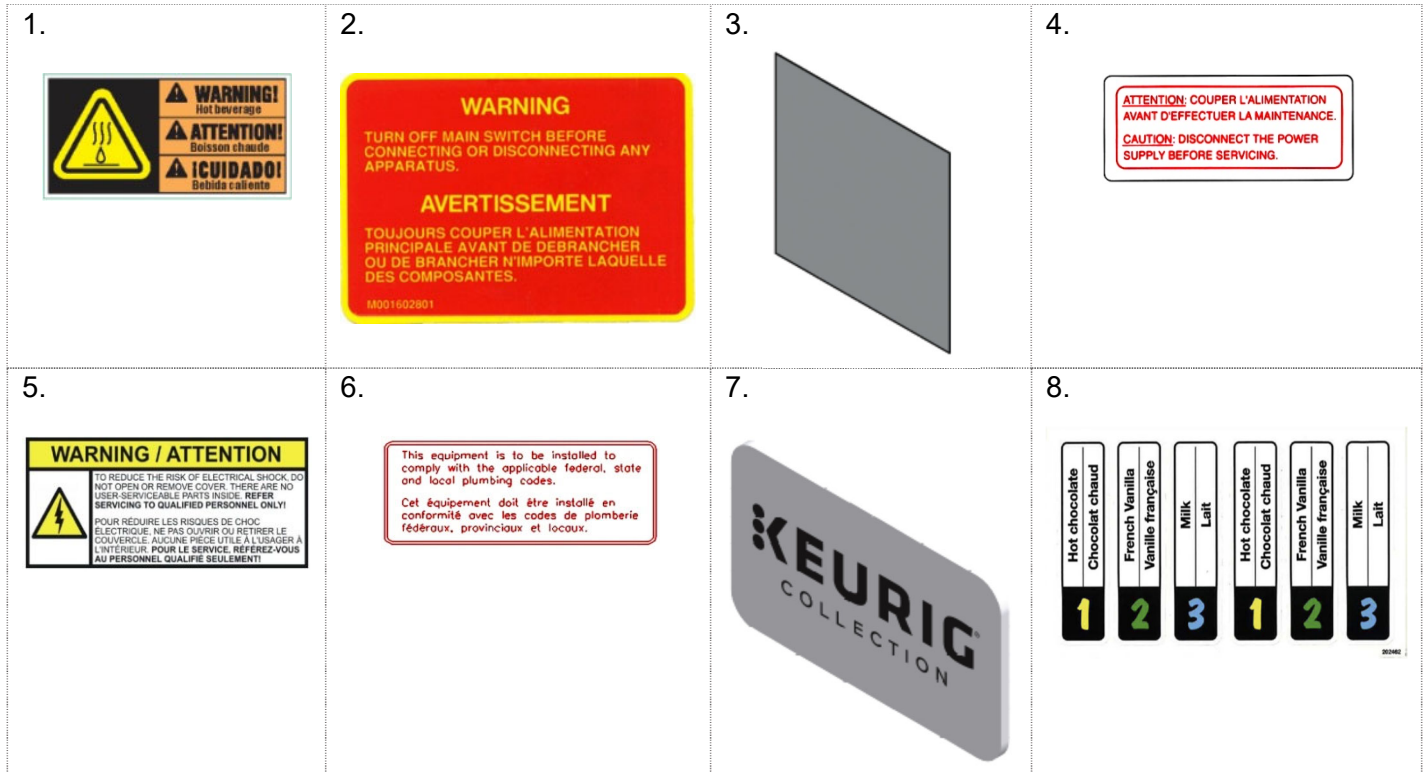 1.
WARNING!
Hot beverage
ATTENTION!
Boisson chaude
¡CUIDADO!
Bebida caliente
2.
WARNING
TURN OFF MAIN SWITCH BEFORE
CONNECTING OR DISCONNECTING ANY
APPARATUS.
AVERTISSEMENT
TOUJOURS COUPER L'ALIMENTATION
PRINCIPALE AVANT DE DEBRANCHER
OU DE BRANCHER N'IMPORTE LAQUELLE
DES COMPOSANTES.
M001602801
3.
4.
ATTENTION: COUPER L'ALIMENTATION
AVANT D'EFFECTUER LA MAINTENANCE.
CAUTION: DISCONNECT THE POWER
SUPPLY BEFORE SERVICING.
5.
WARNING / ATTENTION
TO REDUCE THE RISK OF ELECTRICAL SHOCK, DO
NOT OPEN OR REMOVE COVER. THERE ARE NO
USER-SERVICEABLE PARTS INSIDE. REFER
SERVICING TO QUALIFIED PERSONNEL ONLY!
POUR RÉDUIRE LES RISQUES DE CHOC
ÉLECTRIQUE, NE PAS OUVRIR OU RETIRER LE
COUVERCLE. AUCUNE PIÈCE UTILE À L'USAGER À
L'INTÉRIEUR. POUR LE SERVICE, RÉFÉREZ-VOUS
AU PERSONNEL QUALIFIÉ SEULEMENT!
6.
This equipment is to be installed to
comply with the applicable federal, state
and local plumbing codes.
Cet équipement doit être installé en
conformité avec les codes de plomberie
fédéraux, provinciaux et locaux.
7.
KEURIG
COLLECTION
8.
Hot chocolate
Chocolat chaud
1
French Vanilla
Vanille française
2
Milk
Lait
3
Hot chocolate
Chocolat chaud
1
French Vanilla
Vanille française
2
Milk
Lait
3
202462